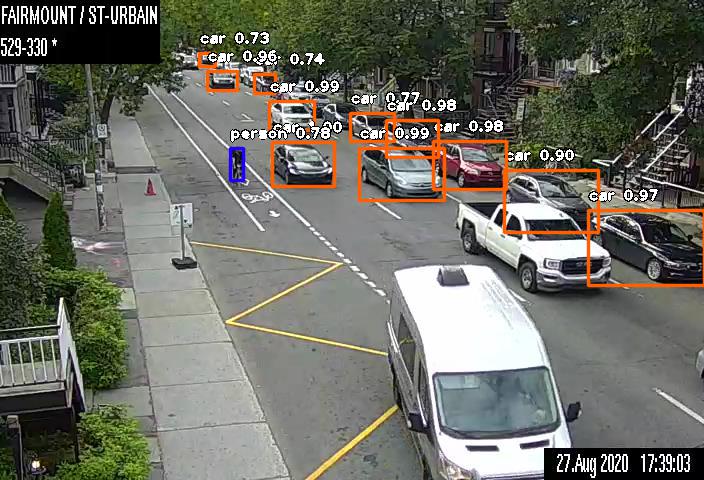 FAIRMOUNT / ST-URBAIN
529-330 *
car 0.73
car 0.96
0.74
car 0.99
car 0.77
car 0.98
person 0.78
car 0.99
car 0.98
car 0.90
car 0.97
27.Aug 2020 17:39:03